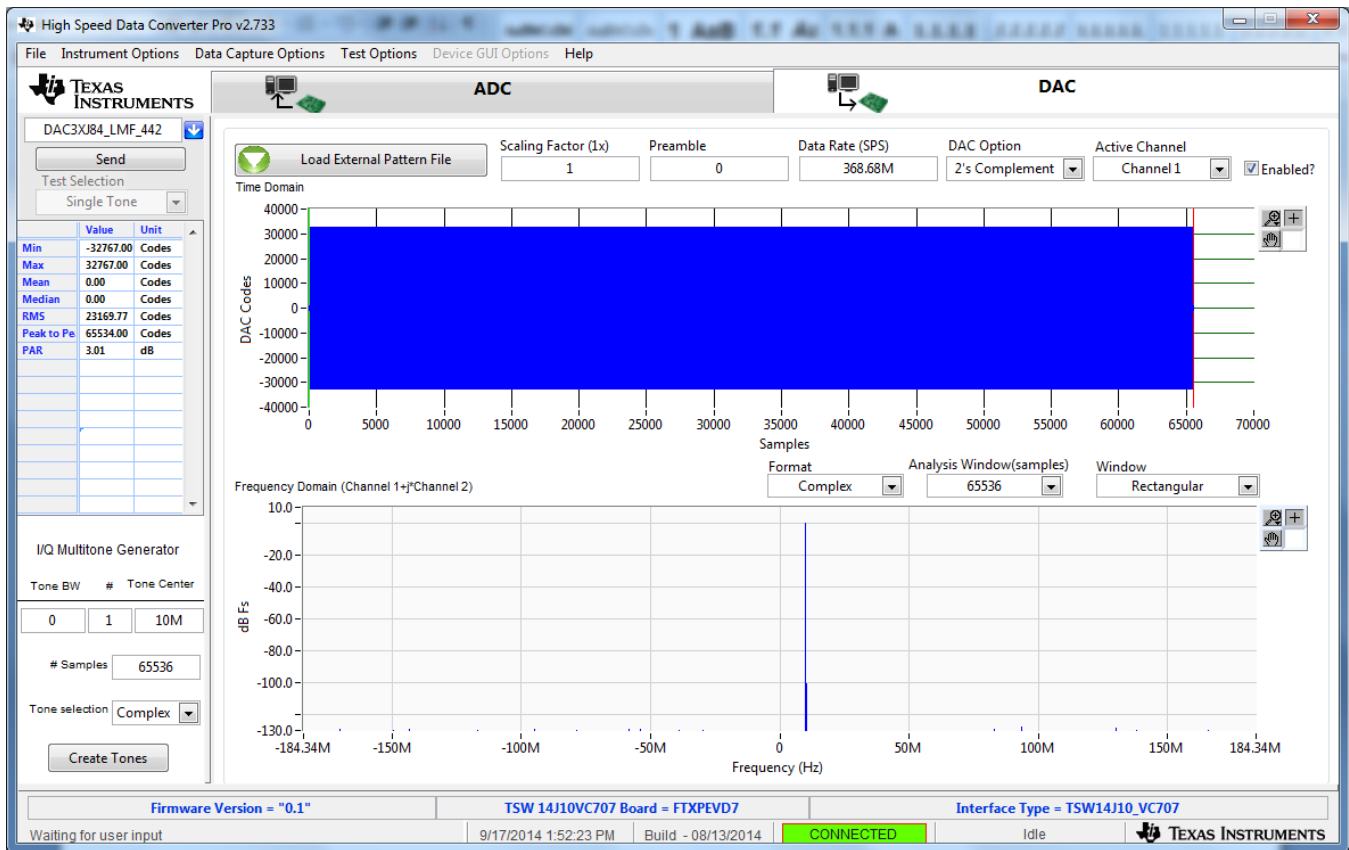 High Speed Data Converter Pro v2.733
File Instrument Options Data Capture Options Test Options Device GUI Options Help
TEXAS INSTRUMENTS
ADC
DAC
DAC3XJ84_LMF_442
Send
Test Selection
Single Tone
Value Unit
Min -32767.00 Codes
Max 32767.00 Codes
Mean 0.00 Codes
Median 0.00 Codes
RMS 23169.77 Codes
Peak to Pe 65534.00 Codes
PAR 3.01 dB
I/Q Multitone Generator
Tone BW # Tone Center
0 1 10M
# Samples 65536
Tone selection Complex
Create Tones
Load External Pattern File
Scaling Factor (1x) Preamble Data Rate (SPS) DAC Option Active Channel
1 0 368.68M 2's Complement Channel 1 Enabled?
Time Domain
40000
30000
20000
10000
0
-10000
-20000
-30000
-40000
DAC Codes
0 5000 10000 15000 20000 25000 30000 35000 40000 45000 50000 55000 60000 65000 70000
Samples
Format Analysis Window(samples) Window
Complex 65536 Rectangular
Frequency Domain (Channel 1+j*Channel 2)
10.0
-20.0
-40.0
-60.0
-80.0
-100.0
-130.0
dB Fs
-184.34M -150M -100M -50M 0 50M 100M 150M 184.34M
Frequency (Hz)
Firmware Version = "0.1" TSW 14J10VC707 Board = FTXPEVD7 Interface Type = TSW14J10_VC707
Waiting for user input 9/17/2014 1:52:23 PM Build - 08/13/2014 CONNECTED Idle TEXAS INSTRUMENTS